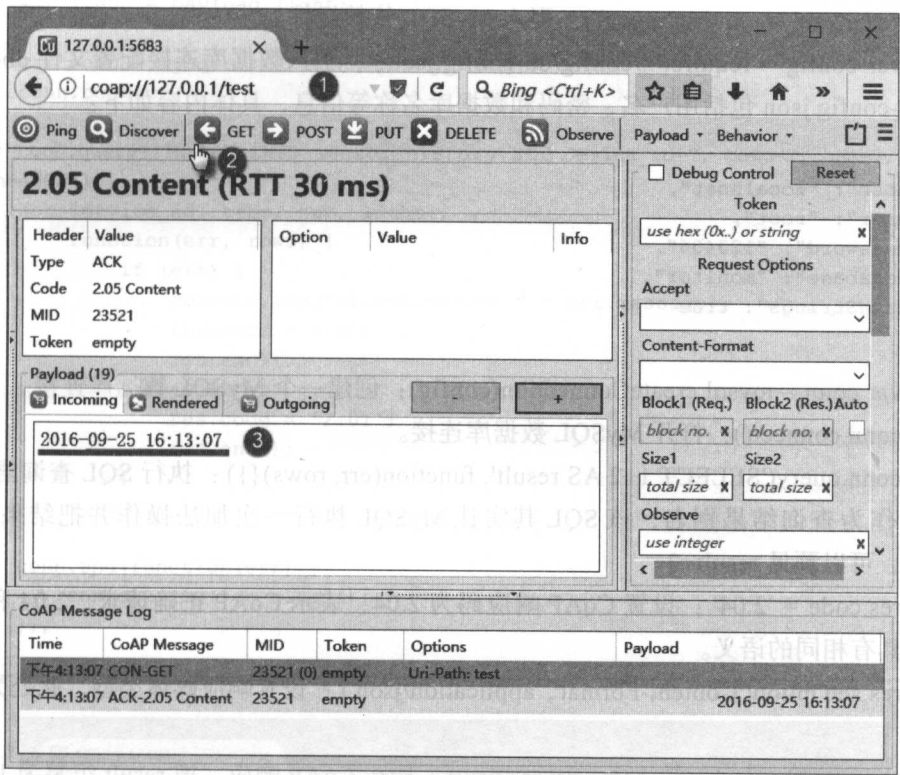 127.0.0.1:5683
coap://127.0.0.1/test
1
Bing <Ctrl+K>
Ping Discover GET POST PUT DELETE Observe Payload Behavior
2
2.05 Content (RTT 30 ms)
Header Value
Type ACK
Code 2.05 Content
MID 23521
Token empty
Option Value Info
Payload (19)
Incoming Rendered Outgoing
+
2016-09-25 16:13:07
3
Debug Control Reset
Token
use hex (0x..) or string x
Request Options
Accept
Content-Format
Block1 (Req.) Block2 (Res.) Auto
block no. x block no. x
Size1 Size2
total size x total size x
Observe
use integer x
CoAP Message Log
Time CoAP Message MID Token Options Payload
下午4:13:07 CON-GET 23521 (0) empty Uri-Path: test
下午4:13:07 ACK-2.05 Content 23521 empty 2016-09-25 16:13:07